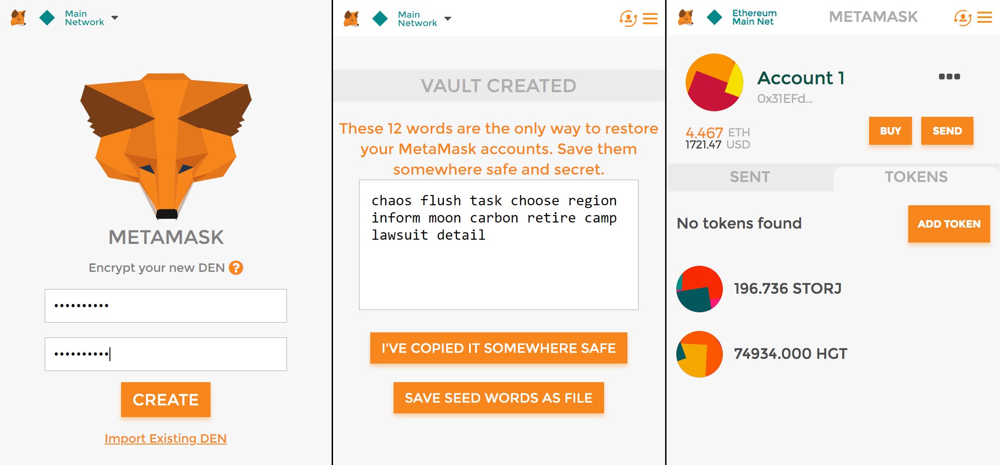 Main
Network
METAMASK
Encrypt your new DEN ?
••••••••••
••••••••••
CREATE
Import Existing DEN
Main
Network
VAULT CREATED
These 12 words are the only way to restore
your MetaMask accounts. Save them
somewhere safe and secret.
chaos flush task choose region
inform moon carbon retire camp
lawsuit detail
I'VE COPIED IT SOMEWHERE SAFE
SAVE SEED WORDS AS FILE
Ethereum
Main Net
METAMASK
Account 1
0x31EFd...
4.467 ETH
1721.47 USD
BUY
SEND
SENT
TOKENS
No tokens found
ADD TOKEN
196.736 STORJ
74934.000 HGT